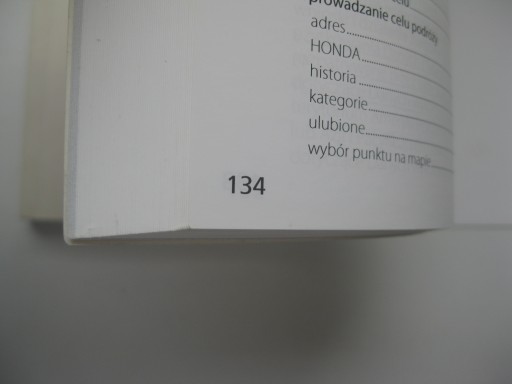 prowadzanie celu podróży
adres
HONDA
historia
kategorie
ulubione
wybór punktu na mapie
134